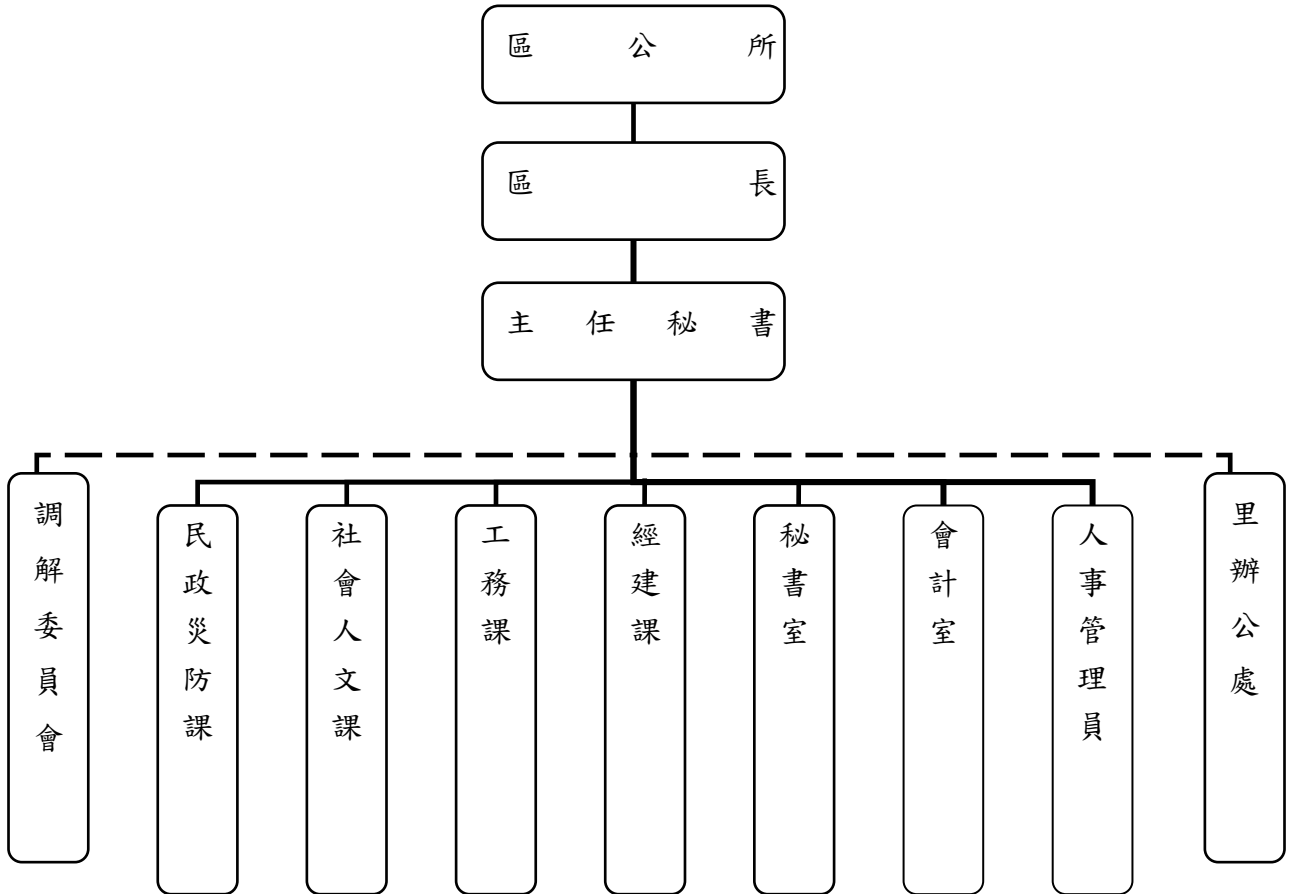 區公所
區長
主任秘書
調解委員會
民政災防課
社會人文課
工務課
經建課
秘書室
會計室
人事管理員
里辦公處